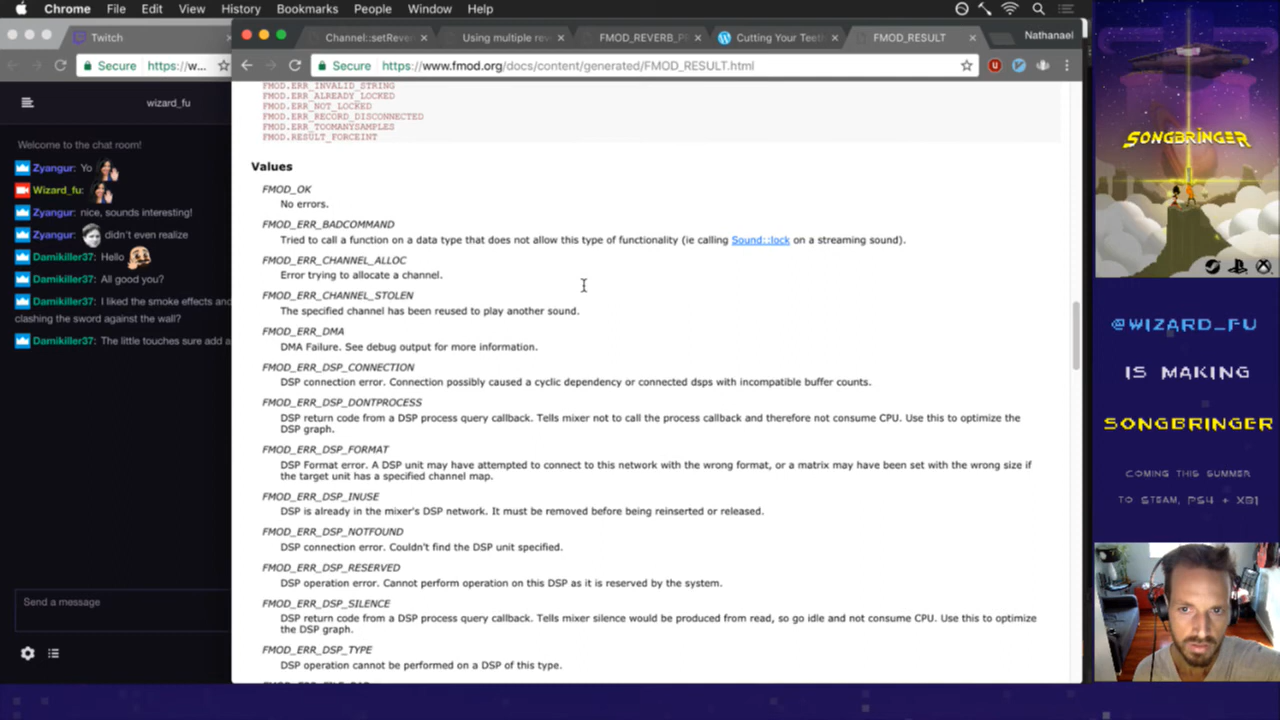 Chrome File Edit View History Bookmarks People Window Help
Twitch
Channel::setRever
Using multiple rev
FMOD_REVERB_PR
Cutting Your Teeth
FMOD_RESULT
Nathanael
Secure https://w...
Secure https://www.fmod.org/docs/content/generated/FMOD_RESULT.html
wizard_fu
Welcome to the chat room!
Zyangur: Yo
Wizard_fu:
Zyangur: nice, sounds interesting!
Zyangur: didn't even realize
Damikiller37: Hello
Damikiller37: All good you?
Damikiller37: I liked the smoke effects and
clashing the sword against the wall?
Damikiller37: The little touches sure add a
Send a message
FMOD.ERR_INVALID_STRING
FMOD.ERR_ALREADY_LOCKED
FMOD.ERR_NOT_LOCKED
FMOD.ERR_RECORD_DISCONNECTED
FMOD.ERR_TOOMANYSAMPLES
FMOD.RESULT_FORCEINT
Values
FMOD_OK
No errors.
FMOD_ERR_BADCOMMAND
Tried to call a function on a data type that does not allow this type of functionality (ie calling Sound::lock on a streaming sound).
FMOD_ERR_CHANNEL_ALLOC
Error trying to allocate a channel.
FMOD_ERR_CHANNEL_STOLEN
The specified channel has been reused to play another sound.
FMOD_ERR_DMA
DMA Failure. See debug output for more information.
FMOD_ERR_DSP_CONNECTION
DSP connection error. Connection possibly caused a cyclic dependency or connected dsps with incompatible buffer counts.
FMOD_ERR_DSP_DONTPROCESS
DSP return code from a DSP process query callback. Tells mixer not to call the process callback and therefore not consume CPU. Use this to optimize the
DSP graph.
FMOD_ERR_DSP_FORMAT
DSP Format error. A DSP unit may have attempted to connect to this network with the wrong format, or a matrix may have been set with the wrong size if
the target unit has a specified channel map.
FMOD_ERR_DSP_INUSE
DSP is already in the mixer's DSP network. It must be removed before being reinserted or released.
FMOD_ERR_DSP_NOTFOUND
DSP connection error. Couldn't find the DSP unit specified.
FMOD_ERR_DSP_RESERVED
DSP operation error. Cannot perform operation on this DSP as it is reserved by the system.
FMOD_ERR_DSP_SILENCE
DSP return code from a DSP process query callback. Tells mixer silence would be produced from read, so go idle and not consume CPU. Use this to optimize
the DSP graph.
FMOD_ERR_DSP_TYPE
DSP operation cannot be performed on a DSP of this type.
SONGBRINGER
@WIZARD_FU
IS MAKING
SONGBRINGER
COMING THIS SUMMER
TO STEAM, PS4 + XB1